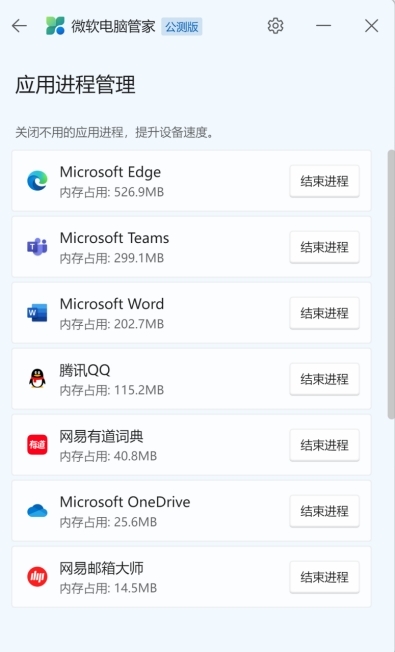 微软电脑管家 公测版
应用进程管理
关闭不用的应用进程，提升设备速度。
Microsoft Edge
内存占用: 526.9MB
结束进程
Microsoft Teams
内存占用: 299.1MB
结束进程
Microsoft Word
内存占用: 202.7MB
结束进程
腾讯QQ
内存占用: 115.2MB
结束进程
有道
网易有道词典
内存占用: 40.8MB
结束进程
Microsoft OneDrive
内存占用: 25.6MB
结束进程
网易邮箱大师
内存占用: 14.5MB
结束进程